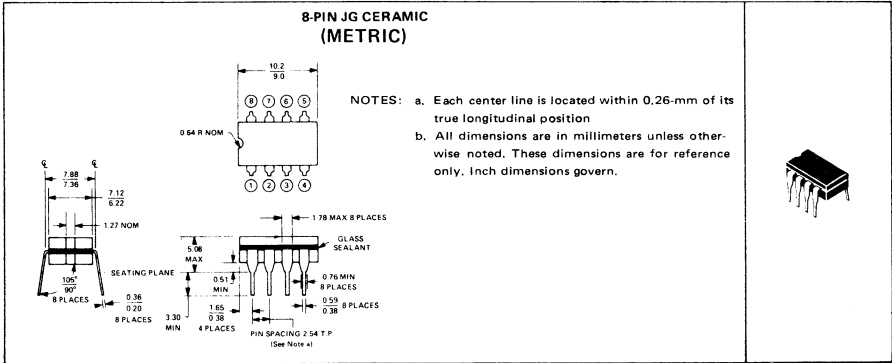 8-PIN JG CERAMIC
(METRIC)
10.2
9.0
8 7 6 5
0.64 R NOM
1 2 3 4
NOTES: a. Each center line is located within 0.26-mm of its
true longitudinal position
b. All dimensions are in millimeters unless other-
wise noted. These dimensions are for reference
only. Inch dimensions govern.
℄ ℄
7.88
7.36
7.12
6.22
1.27 NOM
105°
90°
8 PLACES
SEATING PLANE
0.36
0.20
8 PLACES
5.08
MAX
3.30
MIN
0.51
MIN
1.65
0.38
4 PLACES
1.78 MAX 8 PLACES
GLASS
SEALANT
0.76 MIN
8 PLACES
0.59
0.38
8 PLACES
PIN SPACING 2.54 T.P.
(See Note a)